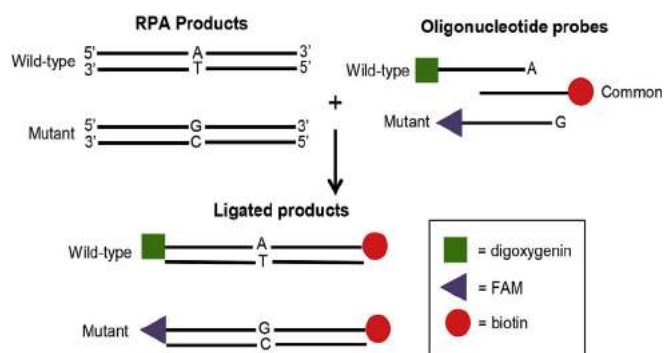 RPA Products
5' A 3'
Wild-type
3' T 5'
5' G 3'
Mutant
3' C 5'
+
Oligonucleotide probes
Wild-type A
Common
Mutant G
Ligated products
Wild-type A
T
Mutant G
C
= digoxygenin
= FAM
= biotin